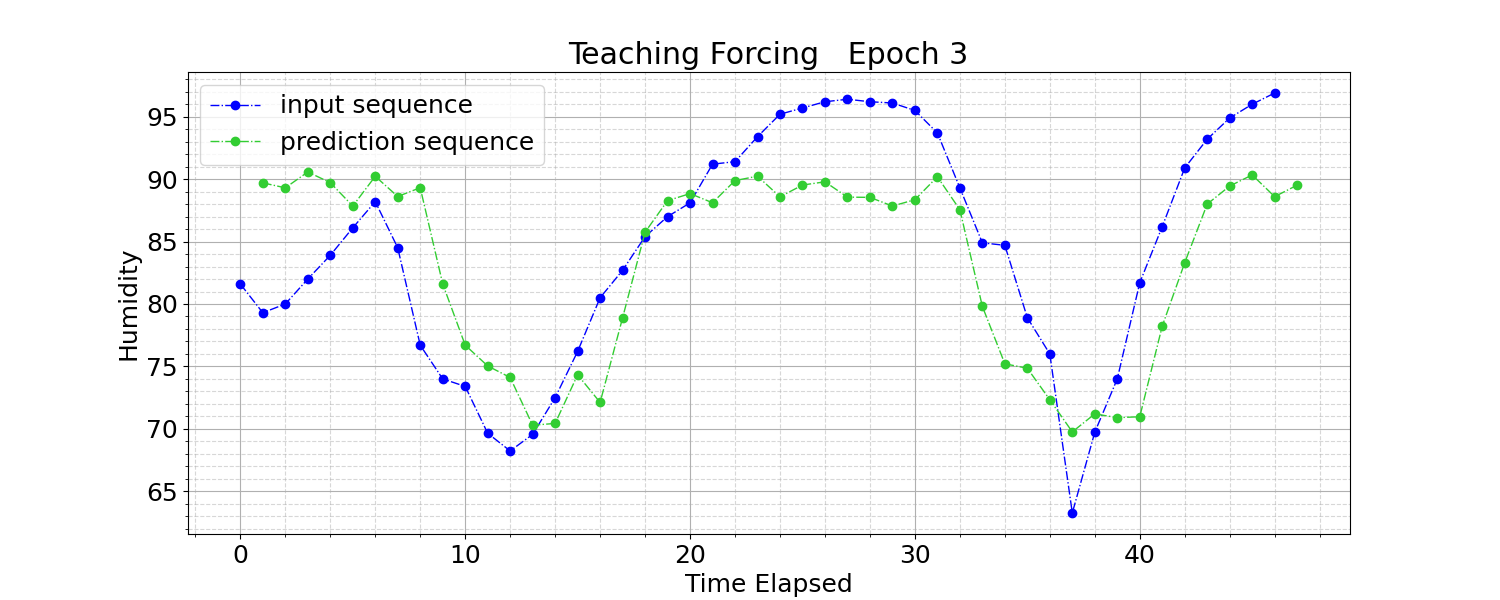 Teaching Forcing   Epoch 3
input sequence
prediction sequence
Humidity
95
90
85
80
75
70
65
0 10 20 30 40
Time Elapsed